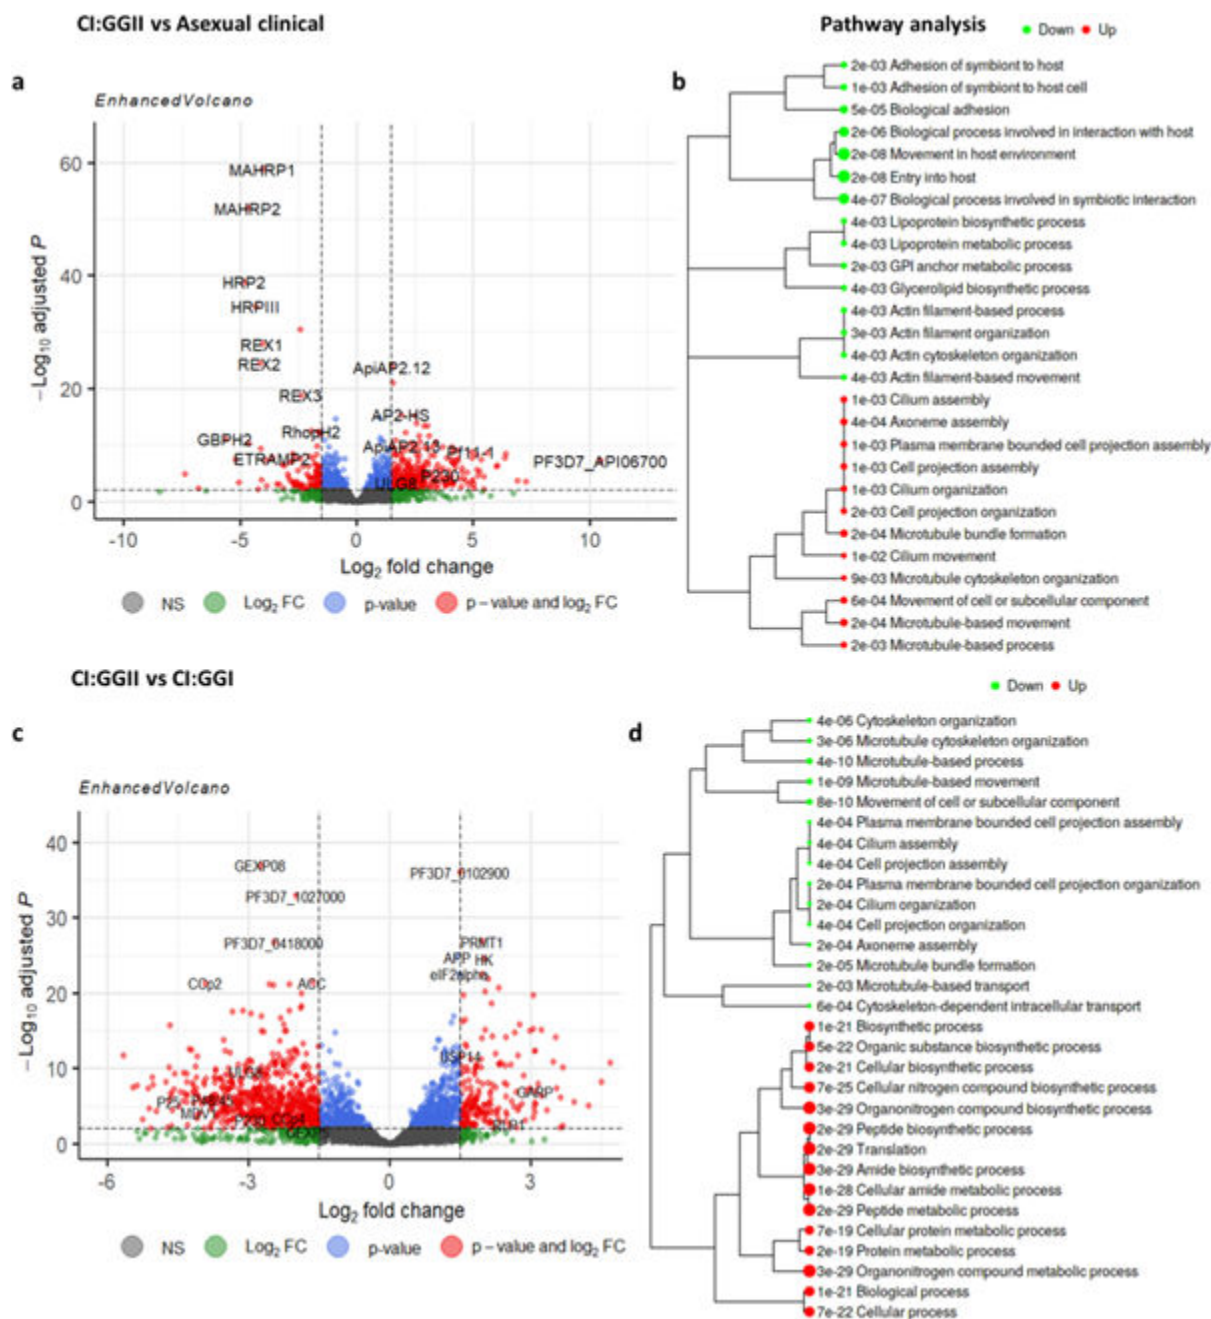 CI:GGII vs Asexual clinical
Pathway analysis
Down Up
a
EnhancedVolcano
60
40
20
0
−Log10 adjusted P
MAHRP1
MAHRP2
HRP2
HRPIII
REX1
REX2
REX3
RhopH2
GBPH2
ETRAMP2
ApiAP2.12
AP2-HS
ApiAP2.13
Pf11-1
P230
ULG8
PF3D7_API06700
-10 -5 0 5 10
Log2 fold change
NS Log2 FC p-value p − value and log2 FC
b
2e-03 Adhesion of symbiont to host
1e-03 Adhesion of symbiont to host cell
5e-05 Biological adhesion
2e-06 Biological process involved in interaction with host
2e-08 Movement in host environment
2e-08 Entry into host
4e-07 Biological process involved in symbiotic interaction
4e-03 Lipoprotein biosynthetic process
4e-03 Lipoprotein metabolic process
2e-03 GPI anchor metabolic process
4e-03 Glycerolipid biosynthetic process
4e-03 Actin filament-based process
3e-03 Actin filament organization
4e-03 Actin cytoskeleton organization
4e-03 Actin filament-based movement
1e-03 Cilium assembly
4e-04 Axoneme assembly
1e-03 Plasma membrane bounded cell projection assembly
1e-03 Cell projection assembly
1e-03 Cilium organization
2e-03 Cell projection organization
2e-04 Microtubule bundle formation
1e-02 Cilium movement
9e-03 Microtubule cytoskeleton organization
6e-04 Movement of cell or subcellular component
2e-04 Microtubule-based movement
2e-03 Microtubule-based process
CI:GGII vs CI:GGI
Down Up
c
EnhancedVolcano
40
30
20
10
0
−Log10 adjusted P
GEXP08
PF3D7_1027000
PF3D7_0418000
CCp2
ACC
PF3D7_0102900
PRMT1
APP HK
eIF2alpha
USP14
GARP
ULG8
P25
MDV1
P230
-6 -3 0 3
Log2 fold change
NS Log2 FC p-value p − value and log2 FC
d
4e-06 Cytoskeleton organization
3e-06 Microtubule cytoskeleton organization
4e-10 Microtubule-based process
1e-09 Microtubule-based movement
8e-10 Movement of cell or subcellular component
4e-04 Plasma membrane bounded cell projection assembly
4e-04 Cilium assembly
4e-04 Cell projection assembly
2e-04 Plasma membrane bounded cell projection organization
2e-04 Cilium organization
4e-04 Cell projection organization
2e-04 Axoneme assembly
2e-05 Microtubule bundle formation
2e-03 Microtubule-based transport
6e-04 Cytoskeleton-dependent intracellular transport
1e-21 Biosynthetic process
5e-22 Organic substance biosynthetic process
2e-21 Cellular biosynthetic process
7e-25 Cellular nitrogen compound biosynthetic process
3e-29 Organonitrogen compound biosynthetic process
2e-29 Peptide biosynthetic process
2e-29 Translation
3e-29 Amide biosynthetic process
1e-28 Cellular amide metabolic process
2e-29 Peptide metabolic process
7e-19 Cellular protein metabolic process
2e-19 Protein metabolic process
3e-29 Organonitrogen compound metabolic process
1e-21 Biological process
7e-22 Cellular process